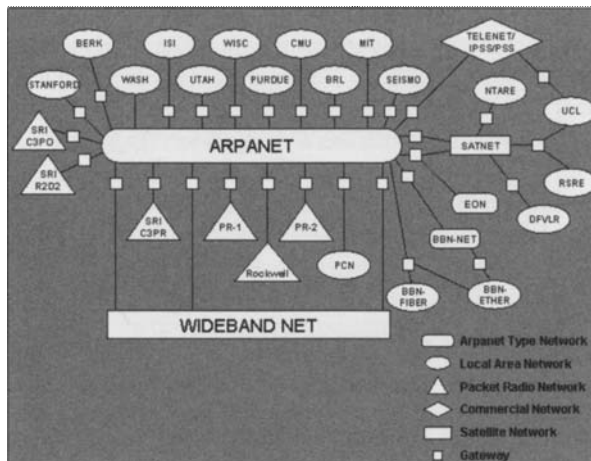 BERK
ISI
WISC
CMU
MIT
TELENET/
IPSS/PSS
STANFORD
WASH
UTAH
PURDUE
BRL
SEISMO
NTARE
UCL
SRI
C3PO
ARPANET
SATNET
SRI
R2D2
RSRE
SRI
C3PR
PR-1
PR-2
EON
DFVLR
BBN-NET
Rockwell
PCN
BBN-
FIBER
BBN-
ETHER
WIDEBAND NET
Arpanet Type Network
Local Area Network
Packet Radio Network
Commercial Network
Satellite Network
Gateway